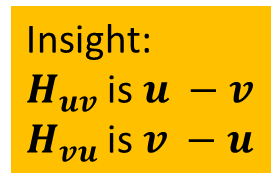 Insight:
H_uv is u − v
H_vu is v − u